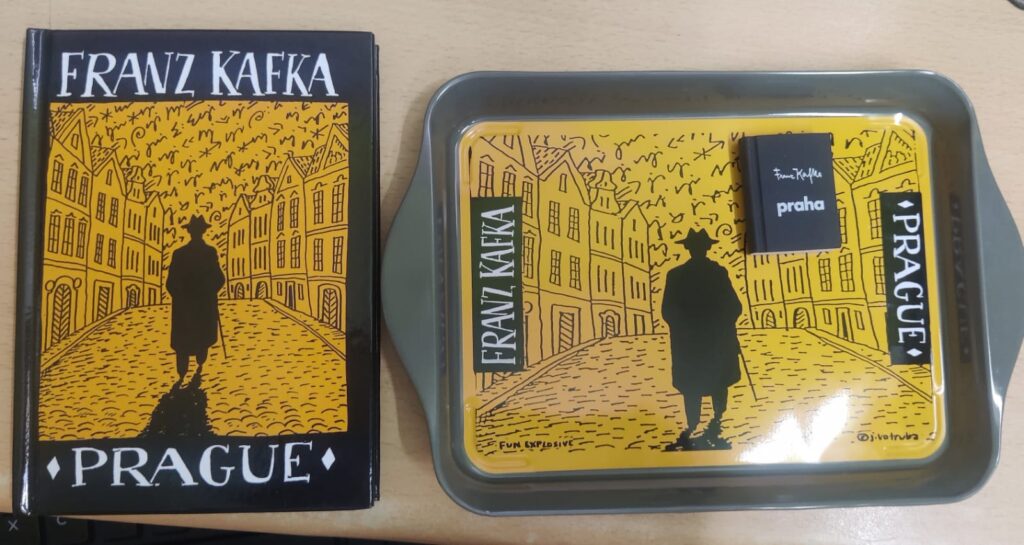 FRANZ KAFKA
♦PRAGUE♦
FRANZ KAFKA
Franz Kafka
praha
♦PRAGUE♦
FUN EXPLOSIVE
@j.votruba
X C